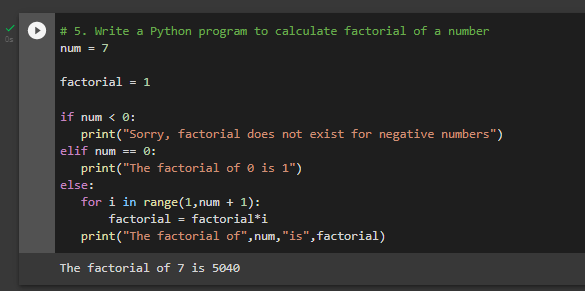 # 5. Write a Python program to calculate factorial of a number
num = 7
factorial = 1
if num < 0:
   print("Sorry, factorial does not exist for negative numbers")
elif num == 0:
   print("The factorial of 0 is 1")
else:
   for i in range(1,num + 1):
       factorial = factorial*i
   print("The factorial of",num,"is",factorial)
The factorial of 7 is 5040
0s